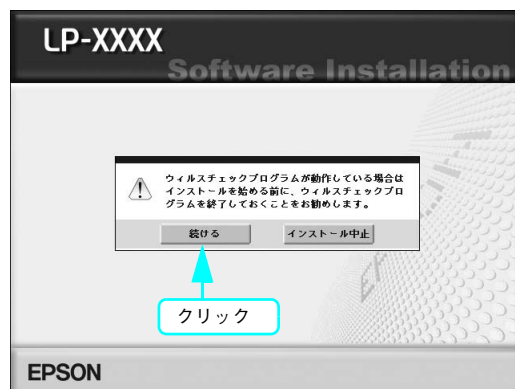 LP-XXXX
Software Installation
ウィルスチェックプログラムが動作している場合は
インストールを始める前に、ウィルスチェックプロ
グラムを終了しておくことをお勧めします。
続ける
インストール中止
クリック
EPSON